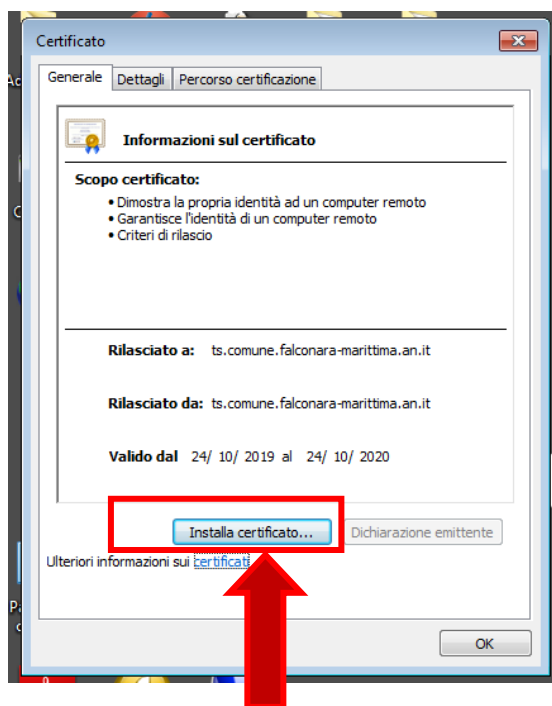 Certificato
Generale Dettagli Percorso certificazione
Informazioni sul certificato
Scopo certificato:
• Dimostra la propria identità ad un computer remoto
• Garantisce l'identità di un computer remoto
• Criteri di rilascio
Rilasciato a: ts.comune.falconara-marittima.an.it
Rilasciato da: ts.comune.falconara-marittima.an.it
Valido dal 24/ 10/ 2019 al 24/ 10/ 2020
Installa certificato... Dichiarazione emittente
Ulteriori informazioni sui certificati
OK